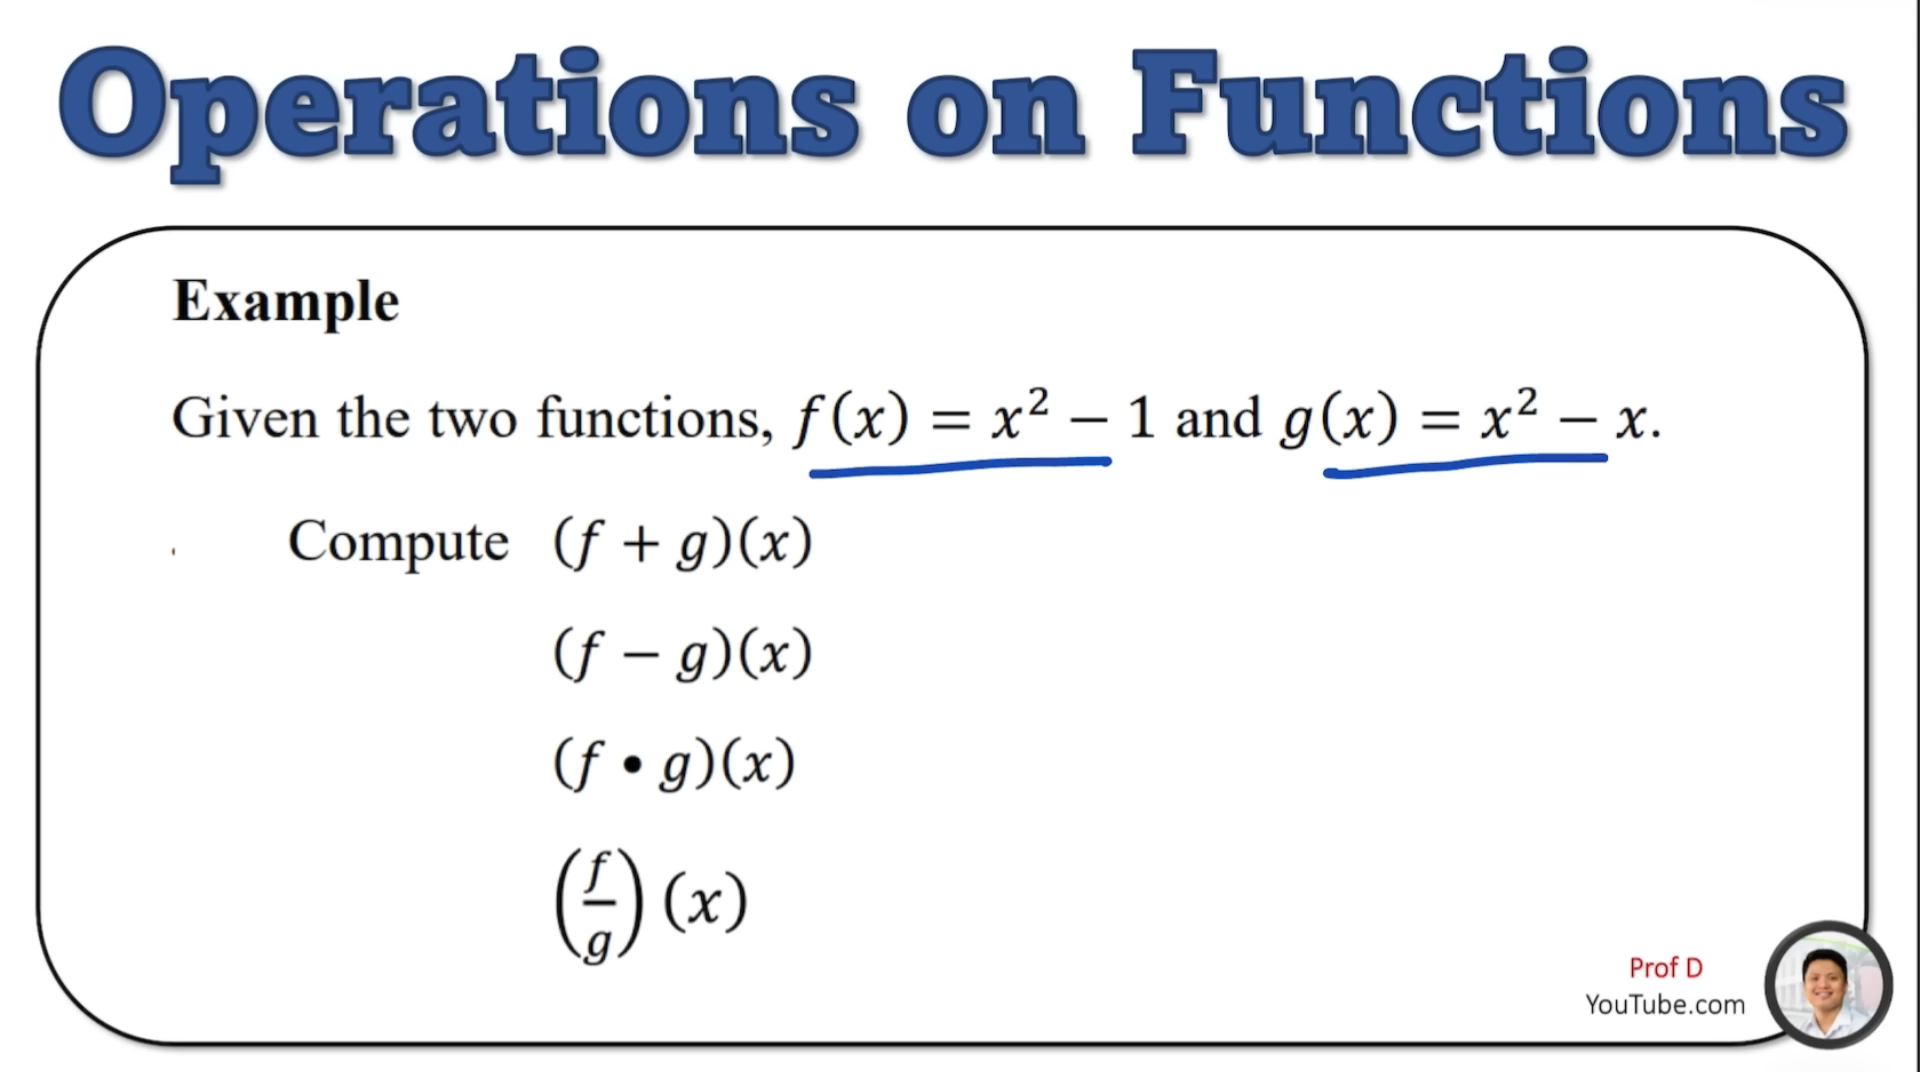 Operations on Functions
Example
Given the two functions, f(x) = x² − 1 and g(x) = x² − x.
Compute (f + g)(x)
(f − g)(x)
(f • g)(x)
(f/g)(x)
Prof D
YouTube.com